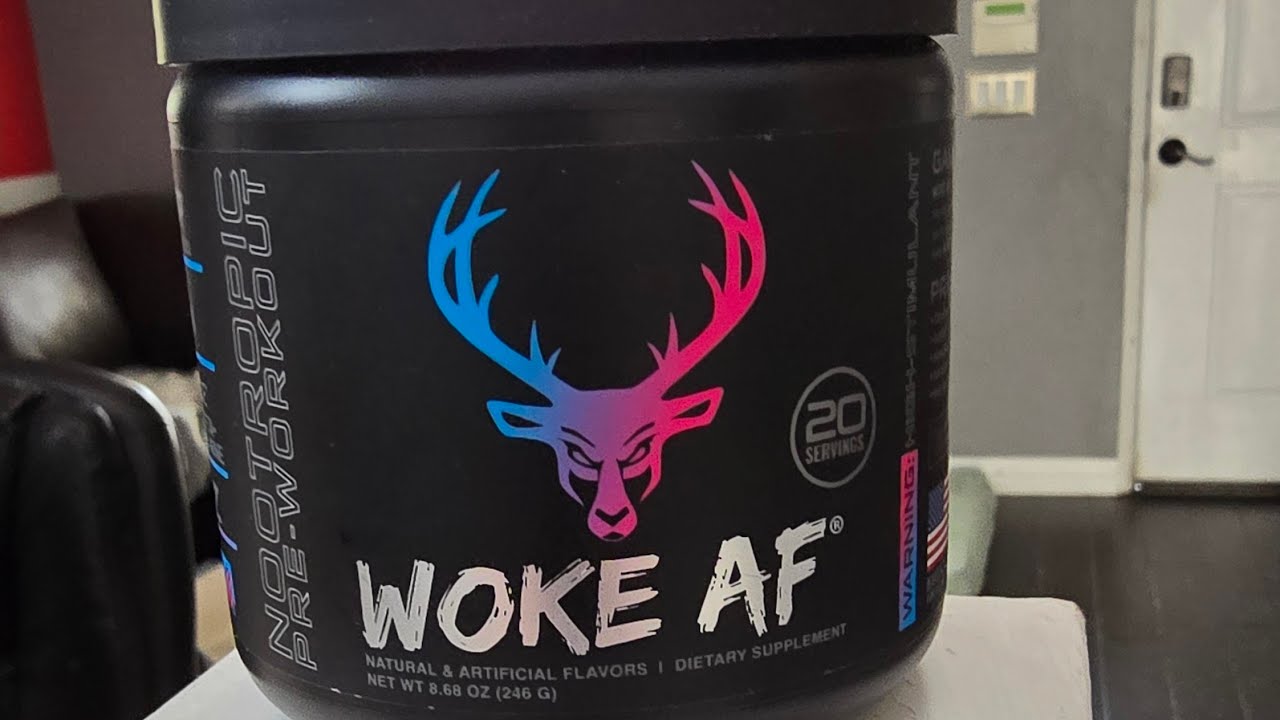 NOOTROPIC
PRE-WORKOUT
20
SERVINGS
WOKE AF®
NATURAL & ARTIFICIAL FLAVORS | DIETARY SUPPLEMENT
NET WT 8.68 OZ (246 G)
WARNING: HIGH-STIMULANT